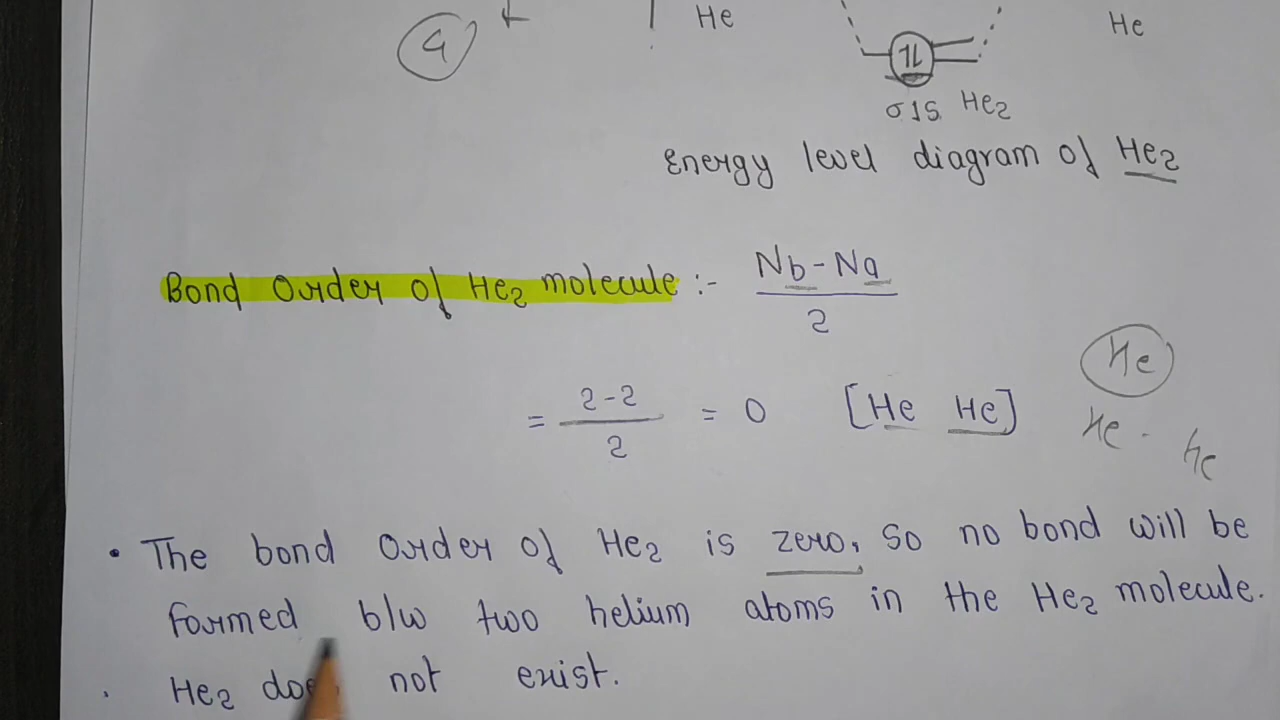 4 He He
σ1s He2
Energy level diagram of He2
Bond Order of He2 molecule :- Nb-Na
2
= 2-2 = 0 [He He] He
2
He - He
• The bond Order of He2 is zero, so no bond will be
formed b/w two helium atoms in the He2 molecule.
. He2 does not exist.